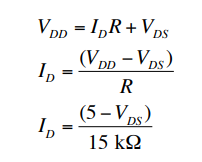 V_DD = I_D R + V_DS
I_D = (V_DD − V_DS) / R
I_D = (5 − V_DS) / 15 kΩ